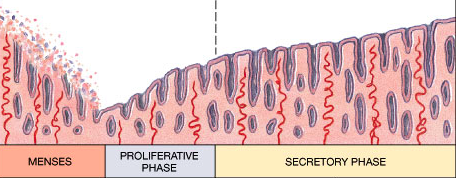 MENSES
PROLIFERATIVE
PHASE
SECRETORY PHASE